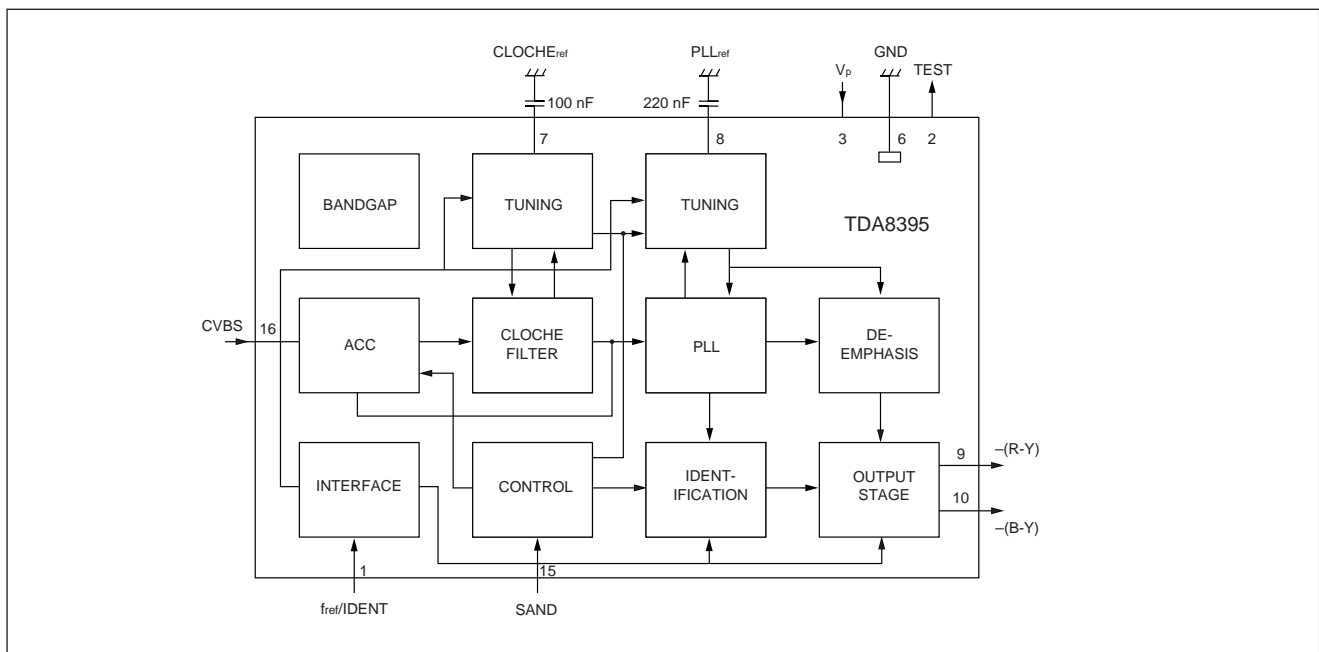 CLOCHEref
PLLref
GND
Vp
TEST
100 nF
220 nF
7
8
3
6
2
BANDGAP
TUNING
TUNING
TDA8395
CVBS
16
ACC
CLOCHE
FILTER
PLL
DE-
EMPHASIS
INTERFACE
CONTROL
IDENT-
IFICATION
OUTPUT
STAGE
9
–(R-Y)
10
–(B-Y)
1
15
fref/IDENT
SAND